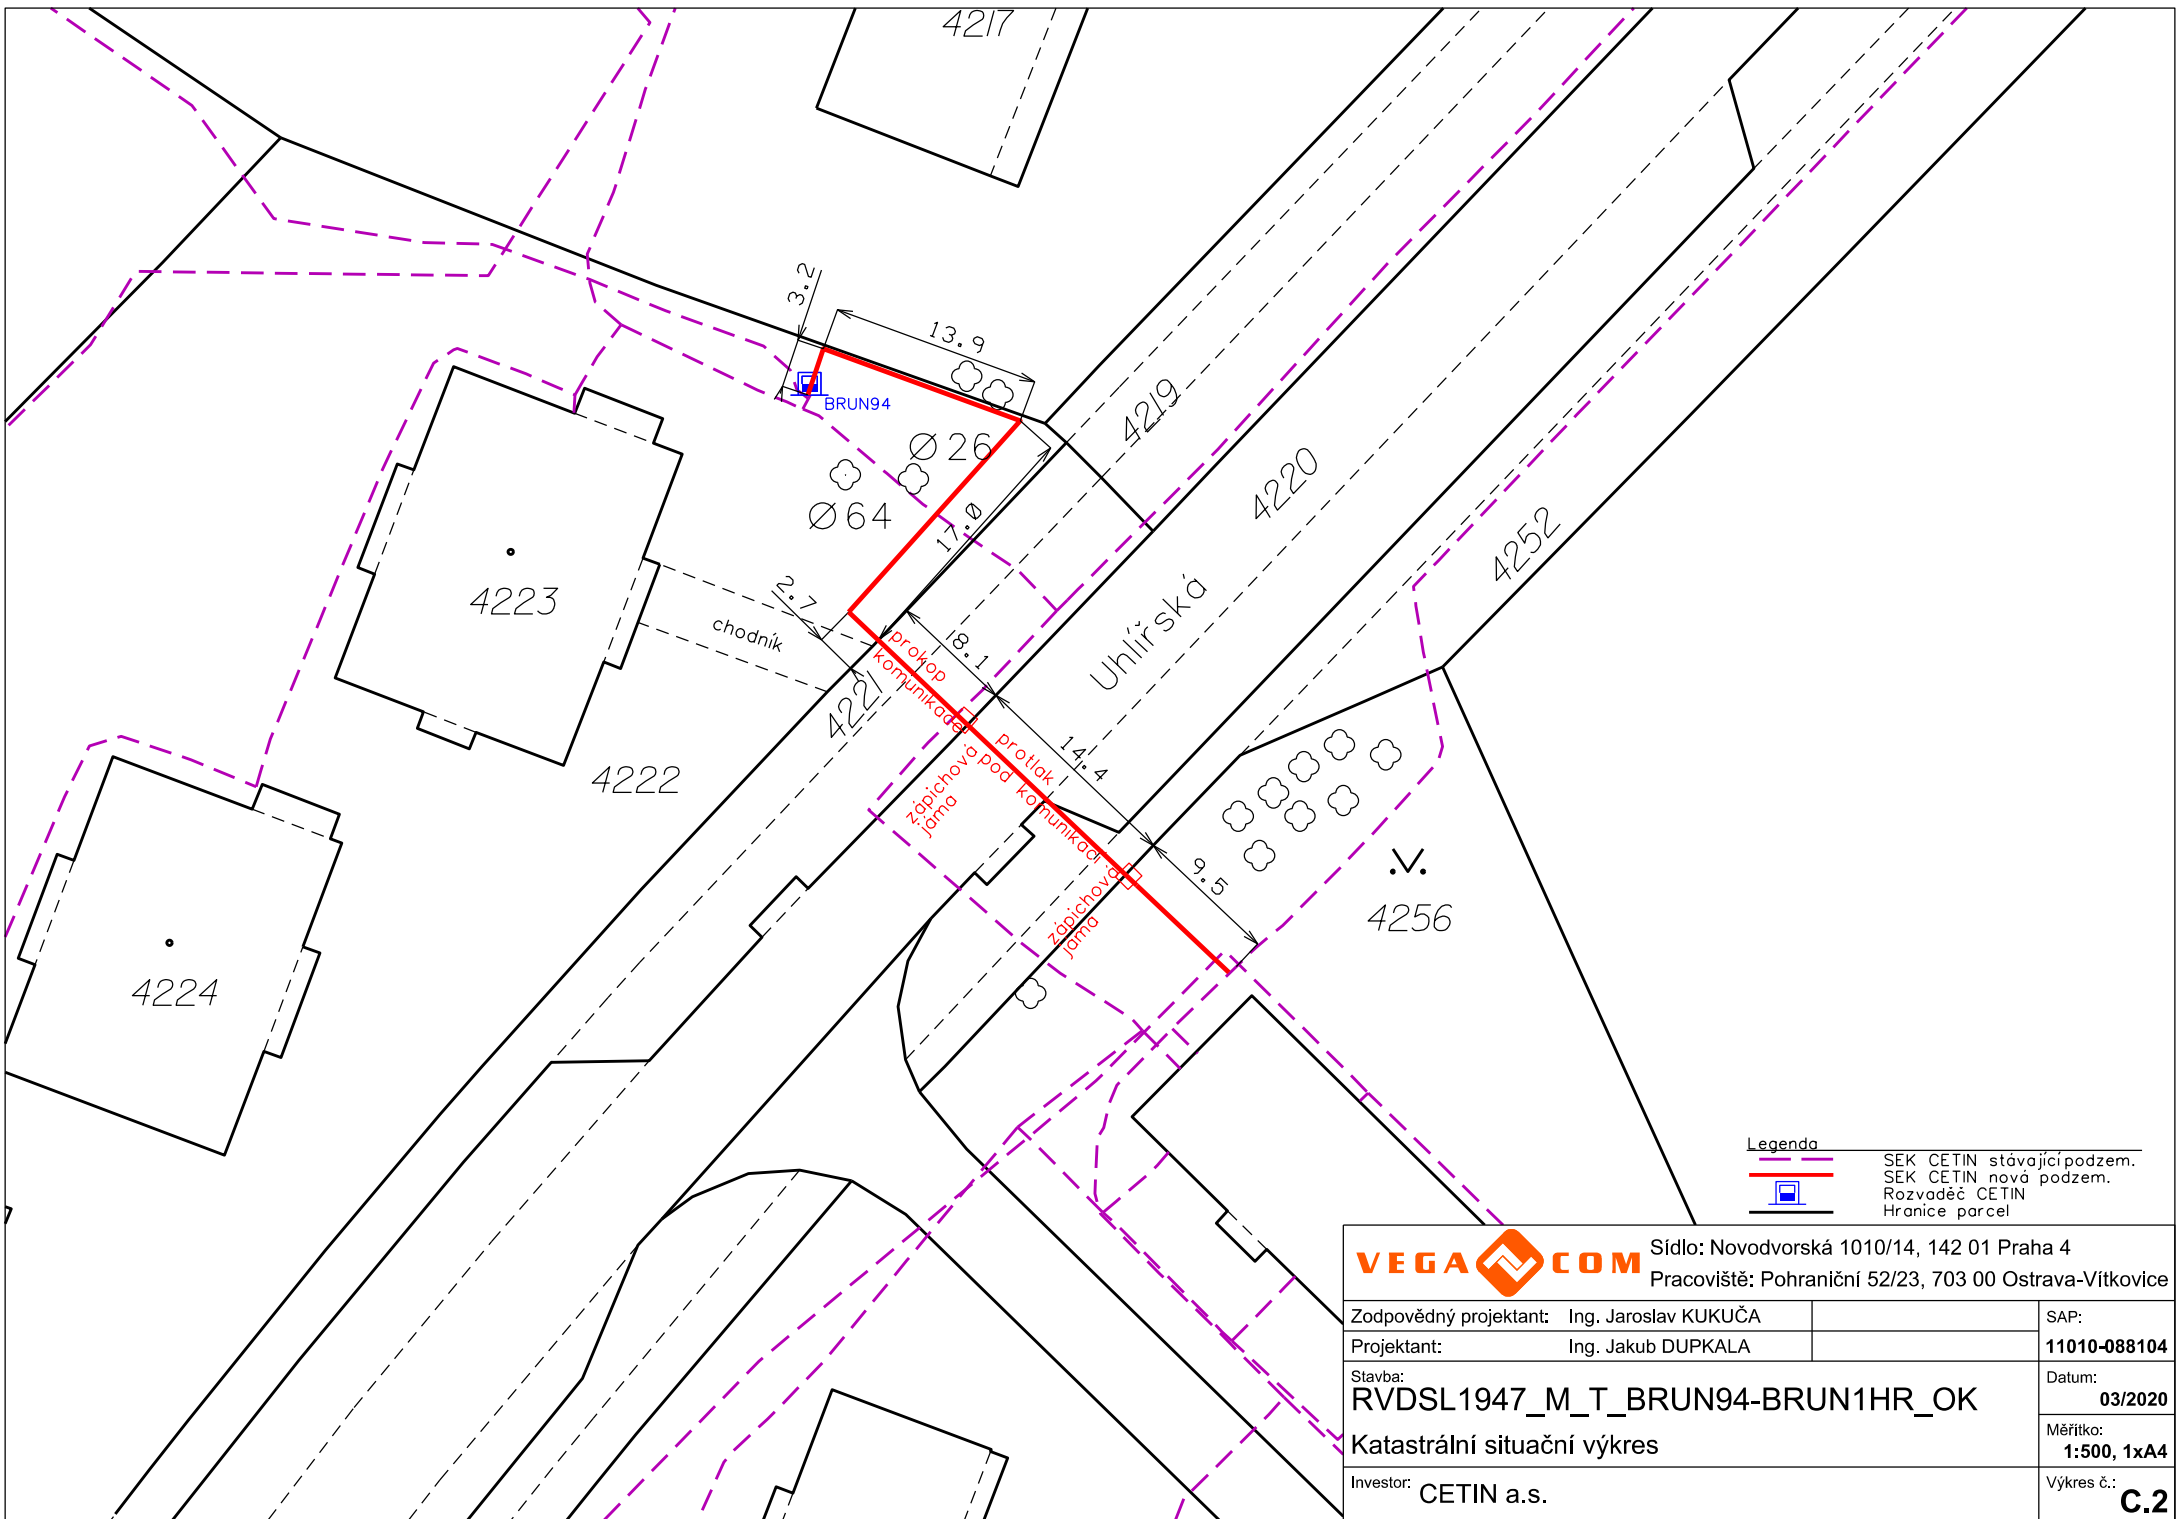 4217
3.2
13.9
BRUN94
Ø 26
Ø 64
17.0
4219
4220
4252
4223
chodník
2.7
8.1
4221
prokop
komunikace
Uhlířská
4222
zápichová
jáma
protlak
pod komunikací
14.4
zápichová
jáma
9.5
4256
4224
Legenda
SEK CETIN stávající podzem.
SEK CETIN nová podzem.
Rozvaděč CETIN
Hranice parcel
VEGA COM
Sídlo: Novodvorská 1010/14, 142 01 Praha 4
Pracoviště: Pohraniční 52/23, 703 00 Ostrava-Vítkovice
Zodpovědný projektant: Ing. Jaroslav KUKUČA
Projektant: Ing. Jakub DUPKALA
SAP:
11010-088104
Stavba:
RVDSL1947_M_T_BRUN94-BRUN1HR_OK
Katastrální situační výkres
Datum:
03/2020
Měřítko:
1:500, 1xA4
Investor: CETIN a.s.
Výkres č.:
C.2